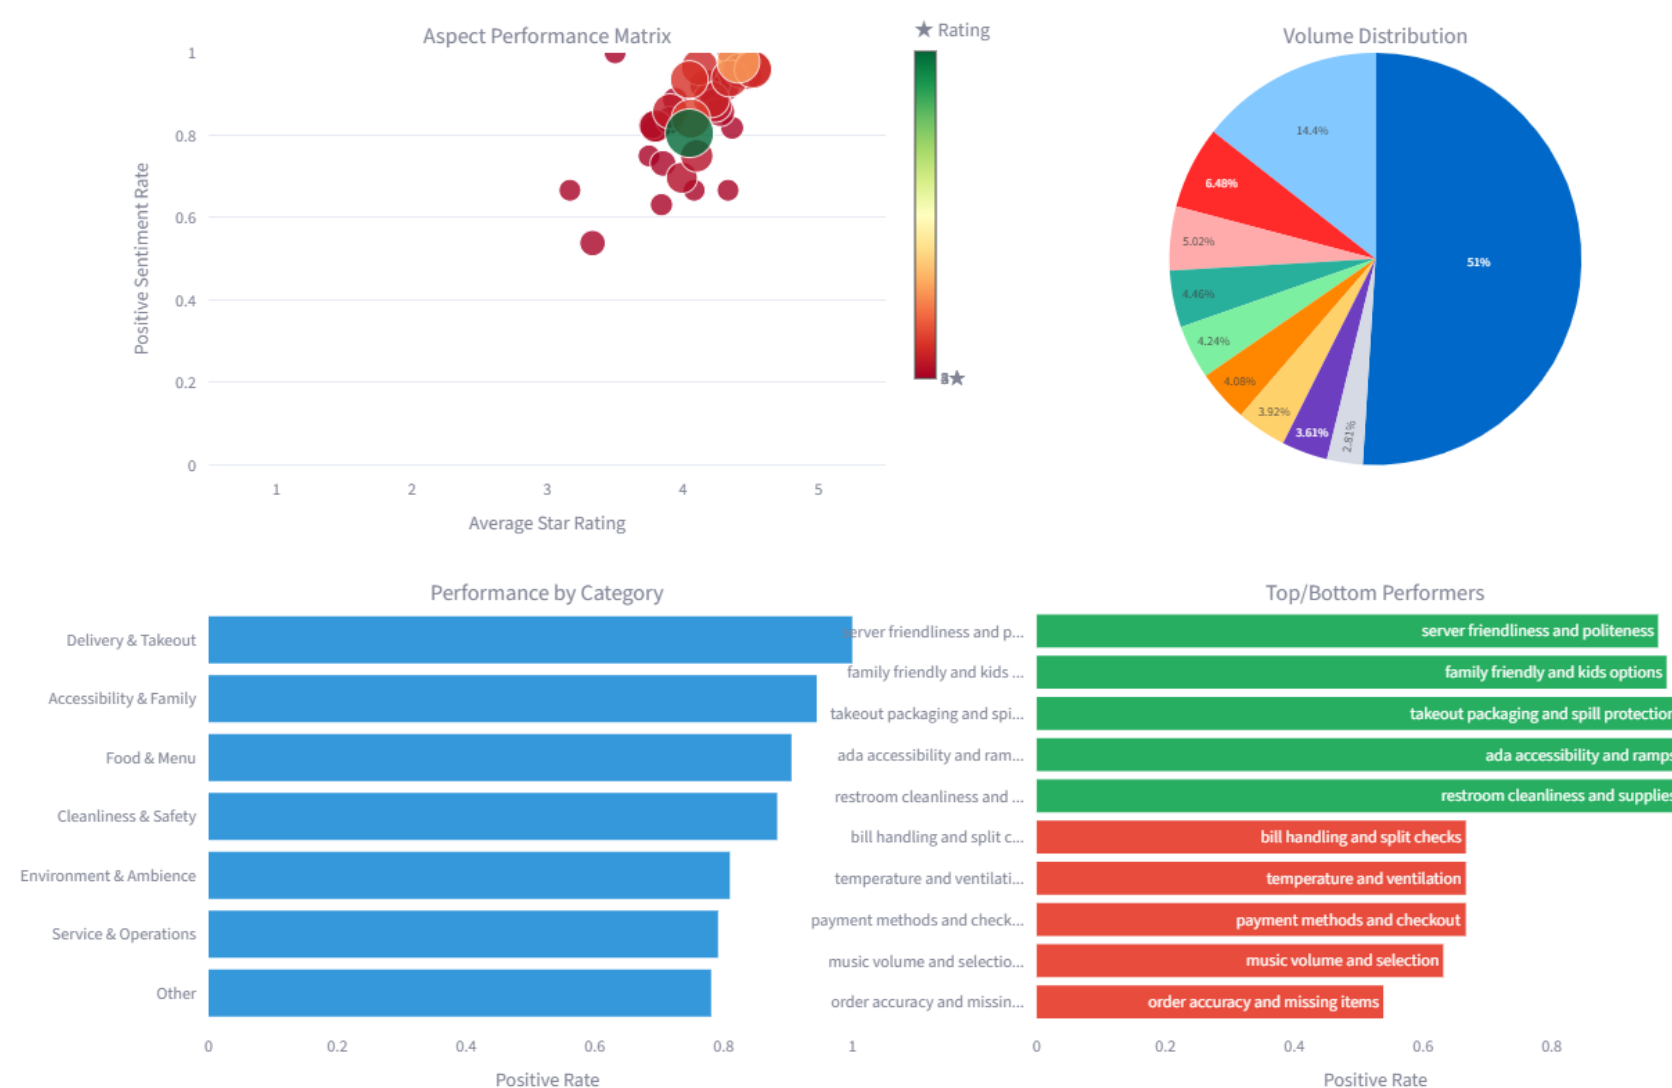 Aspect Performance Matrix
★ Rating
Volume Distribution
1
0.8
0.6
0.4
0.2
0
Positive Sentiment Rate
1
2
3
4
5
Average Star Rating
★
14.4%
6.48%
5.02%
4.46%
4.24%
4.08%
3.92%
3.61%
2.81%
51%
Performance by Category
Delivery & Takeout
Accessibility & Family
Food & Menu
Cleanliness & Safety
Environment & Ambience
Service & Operations
Other
0
0.2
0.4
0.6
0.8
1
Positive Rate
Top/Bottom Performers
server friendliness and p...
server friendliness and politeness
family friendly and kids ...
family friendly and kids options
takeout packaging and spi...
takeout packaging and spill protection
ada accessibility and ram...
ada accessibility and ramps
restroom cleanliness and ...
restroom cleanliness and supplies
bill handling and split c...
bill handling and split checks
temperature and ventilati...
temperature and ventilation
payment methods and check...
payment methods and checkout
music volume and selectio...
music volume and selection
order accuracy and missin...
order accuracy and missing items
0
0.2
0.4
0.6
0.8
Positive Rate